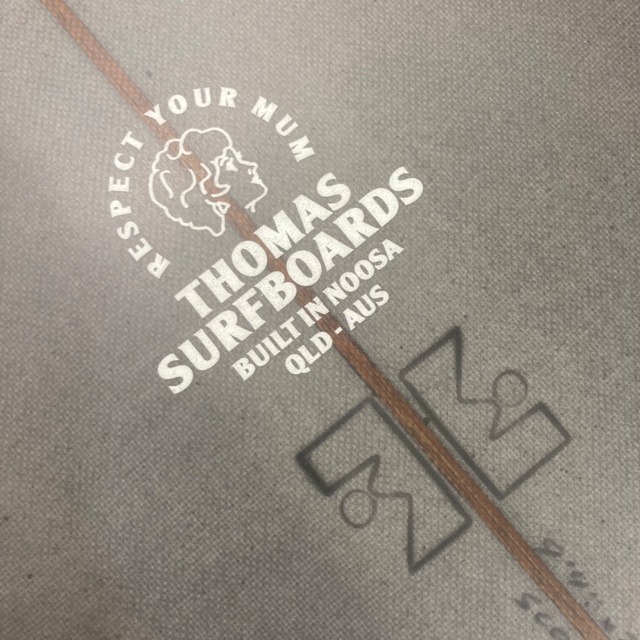 RESPECT YOUR MUM
THOMAS
SURFBOARDS
BUILT IN NOOSA
QLD - AUS